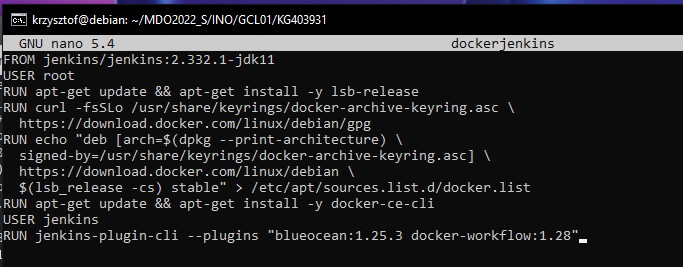 krzysztof@debian: ~/MDO2022_S/INO/GCL01/KG403931
GNU nano 5.4 dockerjenkins
FROM jenkins/jenkins:2.332.1-jdk11
USER root
RUN apt-get update && apt-get install -y lsb-release
RUN curl -fsSLo /usr/share/keyrings/docker-archive-keyring.asc \
  https://download.docker.com/linux/debian/gpg
RUN echo "deb [arch=$(dpkg --print-architecture) \
  signed-by=/usr/share/keyrings/docker-archive-keyring.asc] \
  https://download.docker.com/linux/debian \
  $(lsb_release -cs) stable" > /etc/apt/sources.list.d/docker.list
RUN apt-get update && apt-get install -y docker-ce-cli
USER jenkins
RUN jenkins-plugin-cli --plugins "blueocean:1.25.3 docker-workflow:1.28"